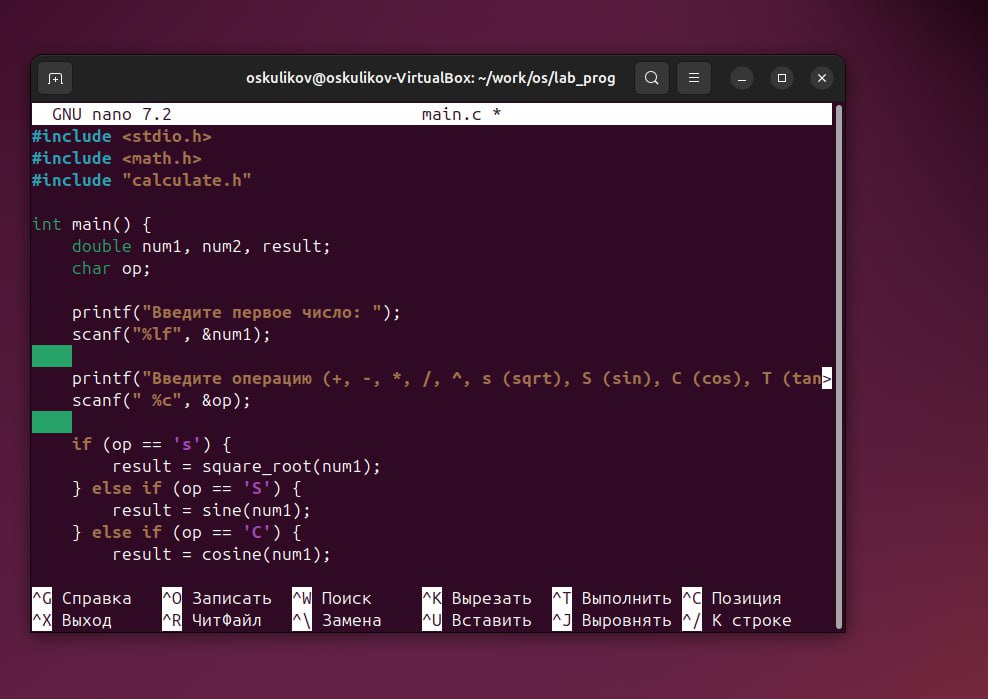 oskulikov@oskulikov-VirtualBox: ~/work/os/lab_prog
GNU nano 7.2 main.c *
#include <stdio.h>
#include <math.h>
#include "calculate.h"
int main() {
    double num1, num2, result;
    char op;
    printf("Введите первое число: ");
    scanf("%lf", &num1);
    printf("Введите операцию (+, -, *, /, ^, s (sqrt), S (sin), C (cos), T (tan>
    scanf(" %c", &op);
    if (op == 's') {
        result = square_root(num1);
    } else if (op == 'S') {
        result = sine(num1);
    } else if (op == 'C') {
        result = cosine(num1);
^G Справка ^O Записать ^W Поиск ^K Вырезать ^T Выполнить ^C Позиция
^X Выход ^R ЧитФайл ^\ Замена ^U Вставить ^J Выровнять ^/ К строке